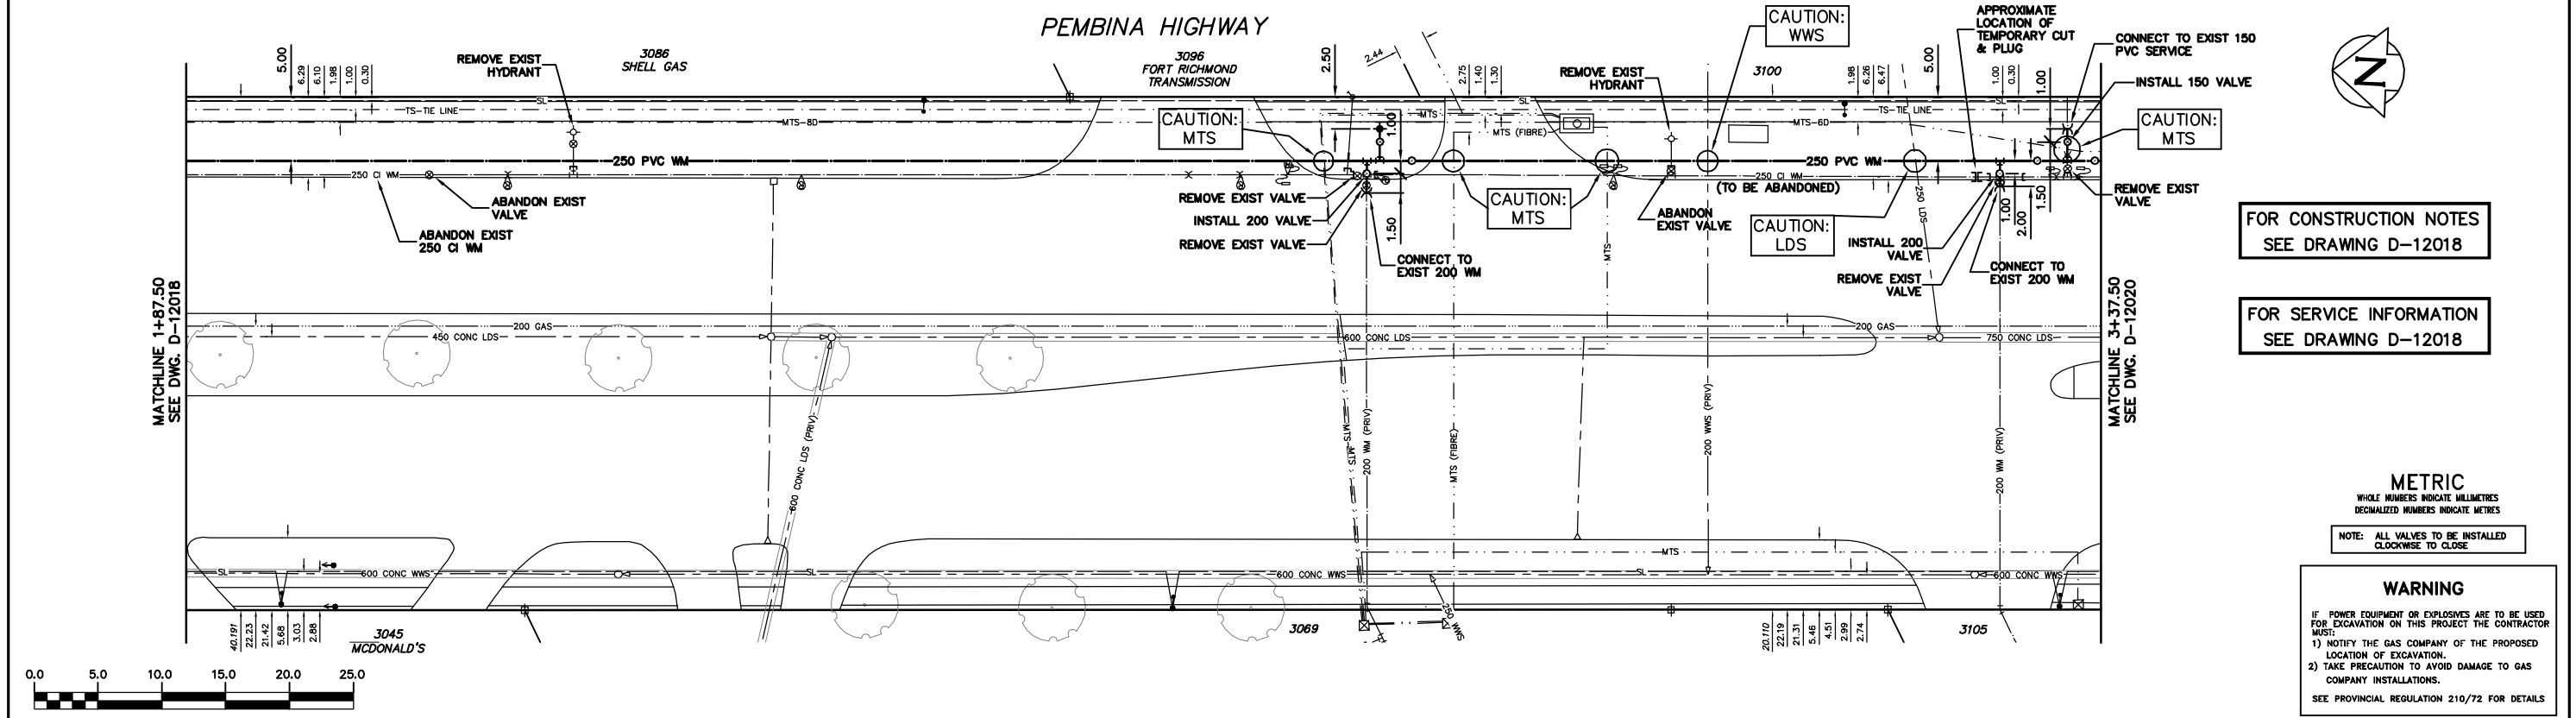 PEMBINA HIGHWAY
5.00
6.29
6.10
1.98
1.00
0.30
REMOVE EXIST
HYDRANT
3086
SHELL GAS
3096
FORT RICHMOND
TRANSMISSION
2.50
2.44
2.75
1.40
1.30
REMOVE EXIST
HYDRANT
CAUTION:
WWS
3100
1.98
6.26
6.47
5.00
APPROXIMATE
LOCATION OF
TEMPORARY CUT
& PLUG
1.00
0.30
1.00
CONNECT TO EXIST 150
PVC SERVICE
INSTALL 150 VALVE
CAUTION:
MTS
N
SL
TS-TIE LINE
MTS-8D
CAUTION:
MTS
MTS
1.00
SL
MTS (FIBRE)
TS-TIE LINE
MTS-6D
SL
250 PVC WM
250 PVC WM
250 CI WM
250 CI WM
(TO BE ABANDONED)
ABANDON EXIST
VALVE
ABANDON EXIST
250 CI WM
REMOVE EXIST VALVE
INSTALL 200 VALVE
REMOVE EXIST VALVE
1.50
CONNECT TO
EXIST 200 WM
CAUTION:
MTS
MTS
ABANDON
EXIST VALVE
CAUTION:
LDS
250 LDS
INSTALL 200
VALVE
REMOVE EXIST
VALVE
1.00
2.00
1.50
CONNECT TO
EXIST 200 WM
REMOVE EXIST
VALVE
FOR CONSTRUCTION NOTES
SEE DRAWING D-12018
FOR SERVICE INFORMATION
SEE DRAWING D-12018
MATCHLINE 1+87.50
SEE DWG. D-12018
MATCHLINE 3+37.50
SEE DWG. D-12020
200 GAS
200 GAS
450 CONC LDS
600 CONC LDS
750 CONC LDS
600 CONC LDS (PRIV)
MTS
MTS
MTS
200 WM (PRIV)
MTS (FIBRE)
200 WWS (PRIV)
200 WM (PRIV)
METRIC
WHOLE NUMBERS INDICATE MILLIMETRES
DECIMALIZED NUMBERS INDICATE METRES
NOTE: ALL VALVES TO BE INSTALLED
CLOCKWISE TO CLOSE
MTS
SL
600 CONC WWS
SL
600 CONC WWS
SL
600 CONC WWS
250 WWS
40.191
22.23
21.42
5.68
3.03
2.88
3045
MCDONALD'S
3069
20.110
22.19
21.31
5.46
4.51
2.99
2.74
3105
WARNING
IF POWER EQUIPMENT OR EXPLOSIVES ARE TO BE USED
FOR EXCAVATION ON THIS PROJECT THE CONTRACTOR
MUST:
1) NOTIFY THE GAS COMPANY OF THE PROPOSED
LOCATION OF EXCAVATION.
2) TAKE PRECAUTION TO AVOID DAMAGE TO GAS
COMPANY INSTALLATIONS.
SEE PROVINCIAL REGULATION 210/72 FOR DETAILS
0.0 5.0 10.0 15.0 20.0 25.0